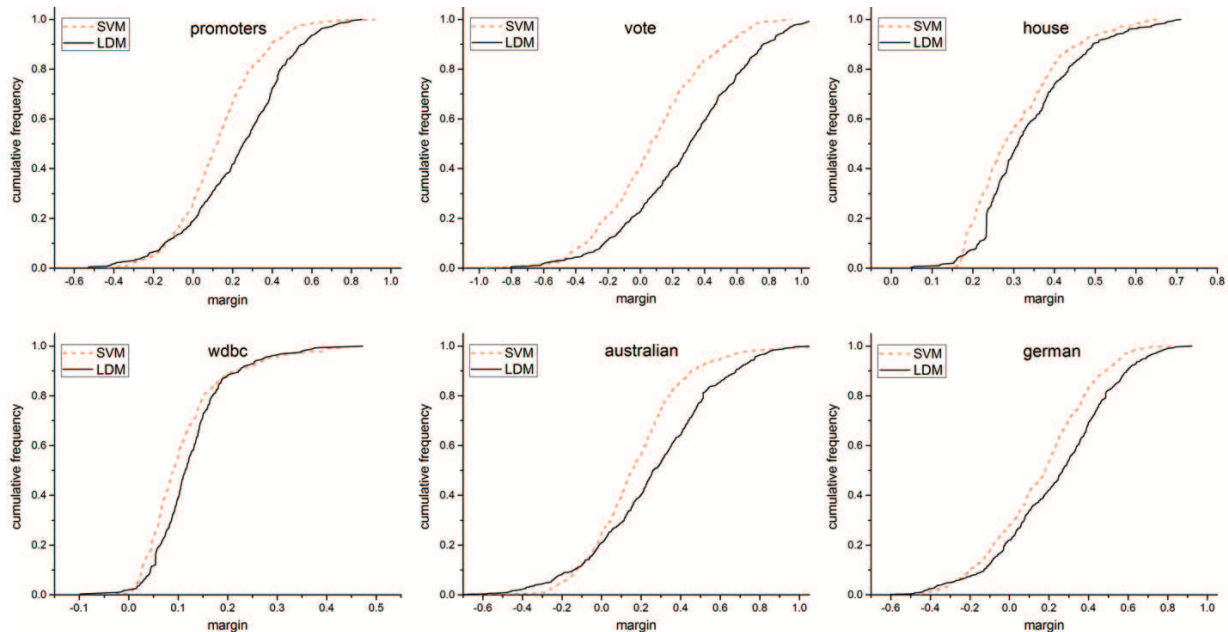 promoters
SVM
LDM
cumulative frequency
1.0
0.8
0.6
0.4
0.2
0.0
-0.6 -0.4 -0.2 0.0 0.2 0.4 0.6 0.8 1.0
margin
vote
SVM
LDM
cumulative frequency
1.0
0.8
0.6
0.4
0.2
0.0
-1.0 -0.8 -0.6 -0.4 -0.2 0.0 0.2 0.4 0.6 0.8 1.0
margin
house
SVM
LDM
cumulative frequency
1.0
0.8
0.6
0.4
0.2
0.0
0.0 0.1 0.2 0.3 0.4 0.5 0.6 0.7 0.8
margin
wdbc
SVM
LDM
cumulative frequency
1.0
0.8
0.6
0.4
0.2
0.0
-0.1 0.0 0.1 0.2 0.3 0.4 0.5
margin
australian
SVM
LDM
cumulative frequency
1.0
0.8
0.6
0.4
0.2
0.0
-0.6 -0.4 -0.2 0.0 0.2 0.4 0.6 0.8 1.0
margin
german
SVM
LDM
cumulative frequency
1.0
0.8
0.6
0.4
0.2
0.0
-0.6 -0.4 -0.2 0.0 0.2 0.4 0.6 0.8 1.0
margin